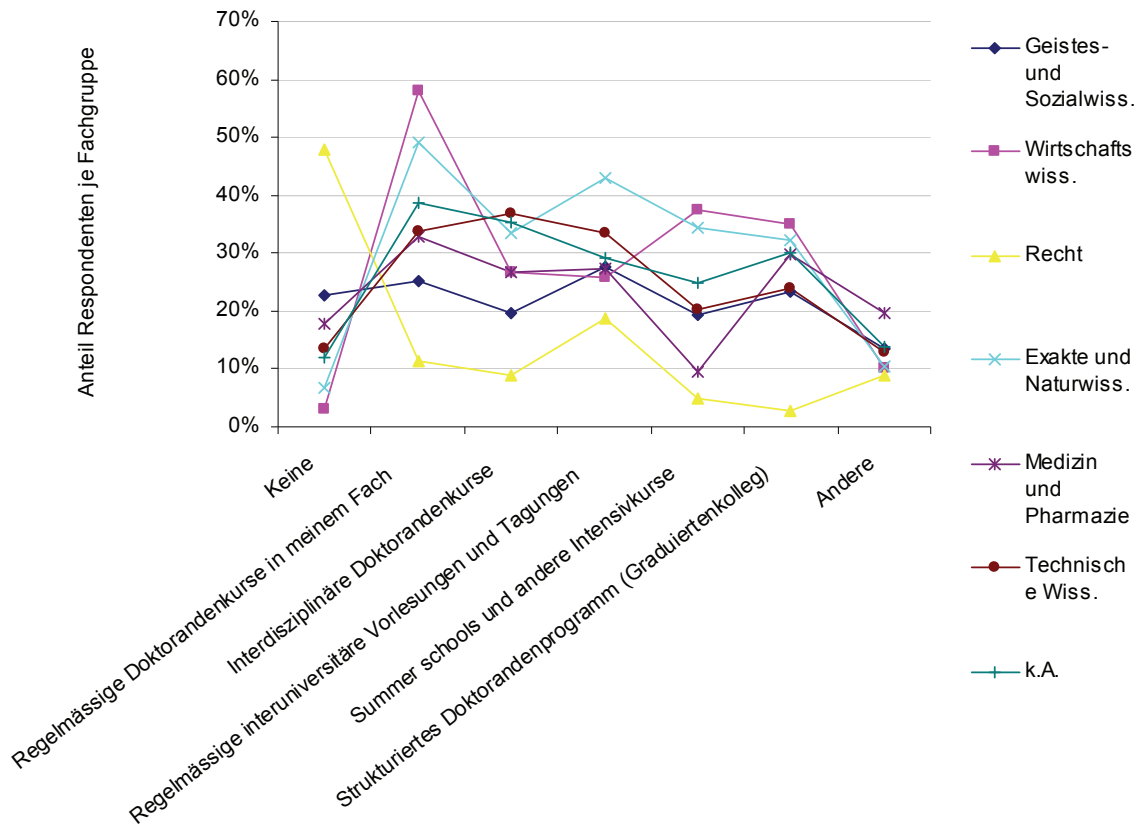 70%
60%
50%
40%
30%
20%
10%
0%
Anteil Respondenten je Fachgruppe
Keine
Regelmässige Doktorandenkurse in meinem Fach
Interdisziplinäre Doktorandenkurse
Regelmässige interuniversitäre Vorlesungen und Tagungen
Summer schools und andere Intensivkurse
Strukturiertes Doktorandenprogramm (Graduiertenkolleg)
Andere
Geistes-
und
Sozialwiss.
Wirtschafts
wiss.
Recht
Exakte und
Naturwiss.
Medizin
und
Pharmazie
Technisch
e Wiss.
k.A.